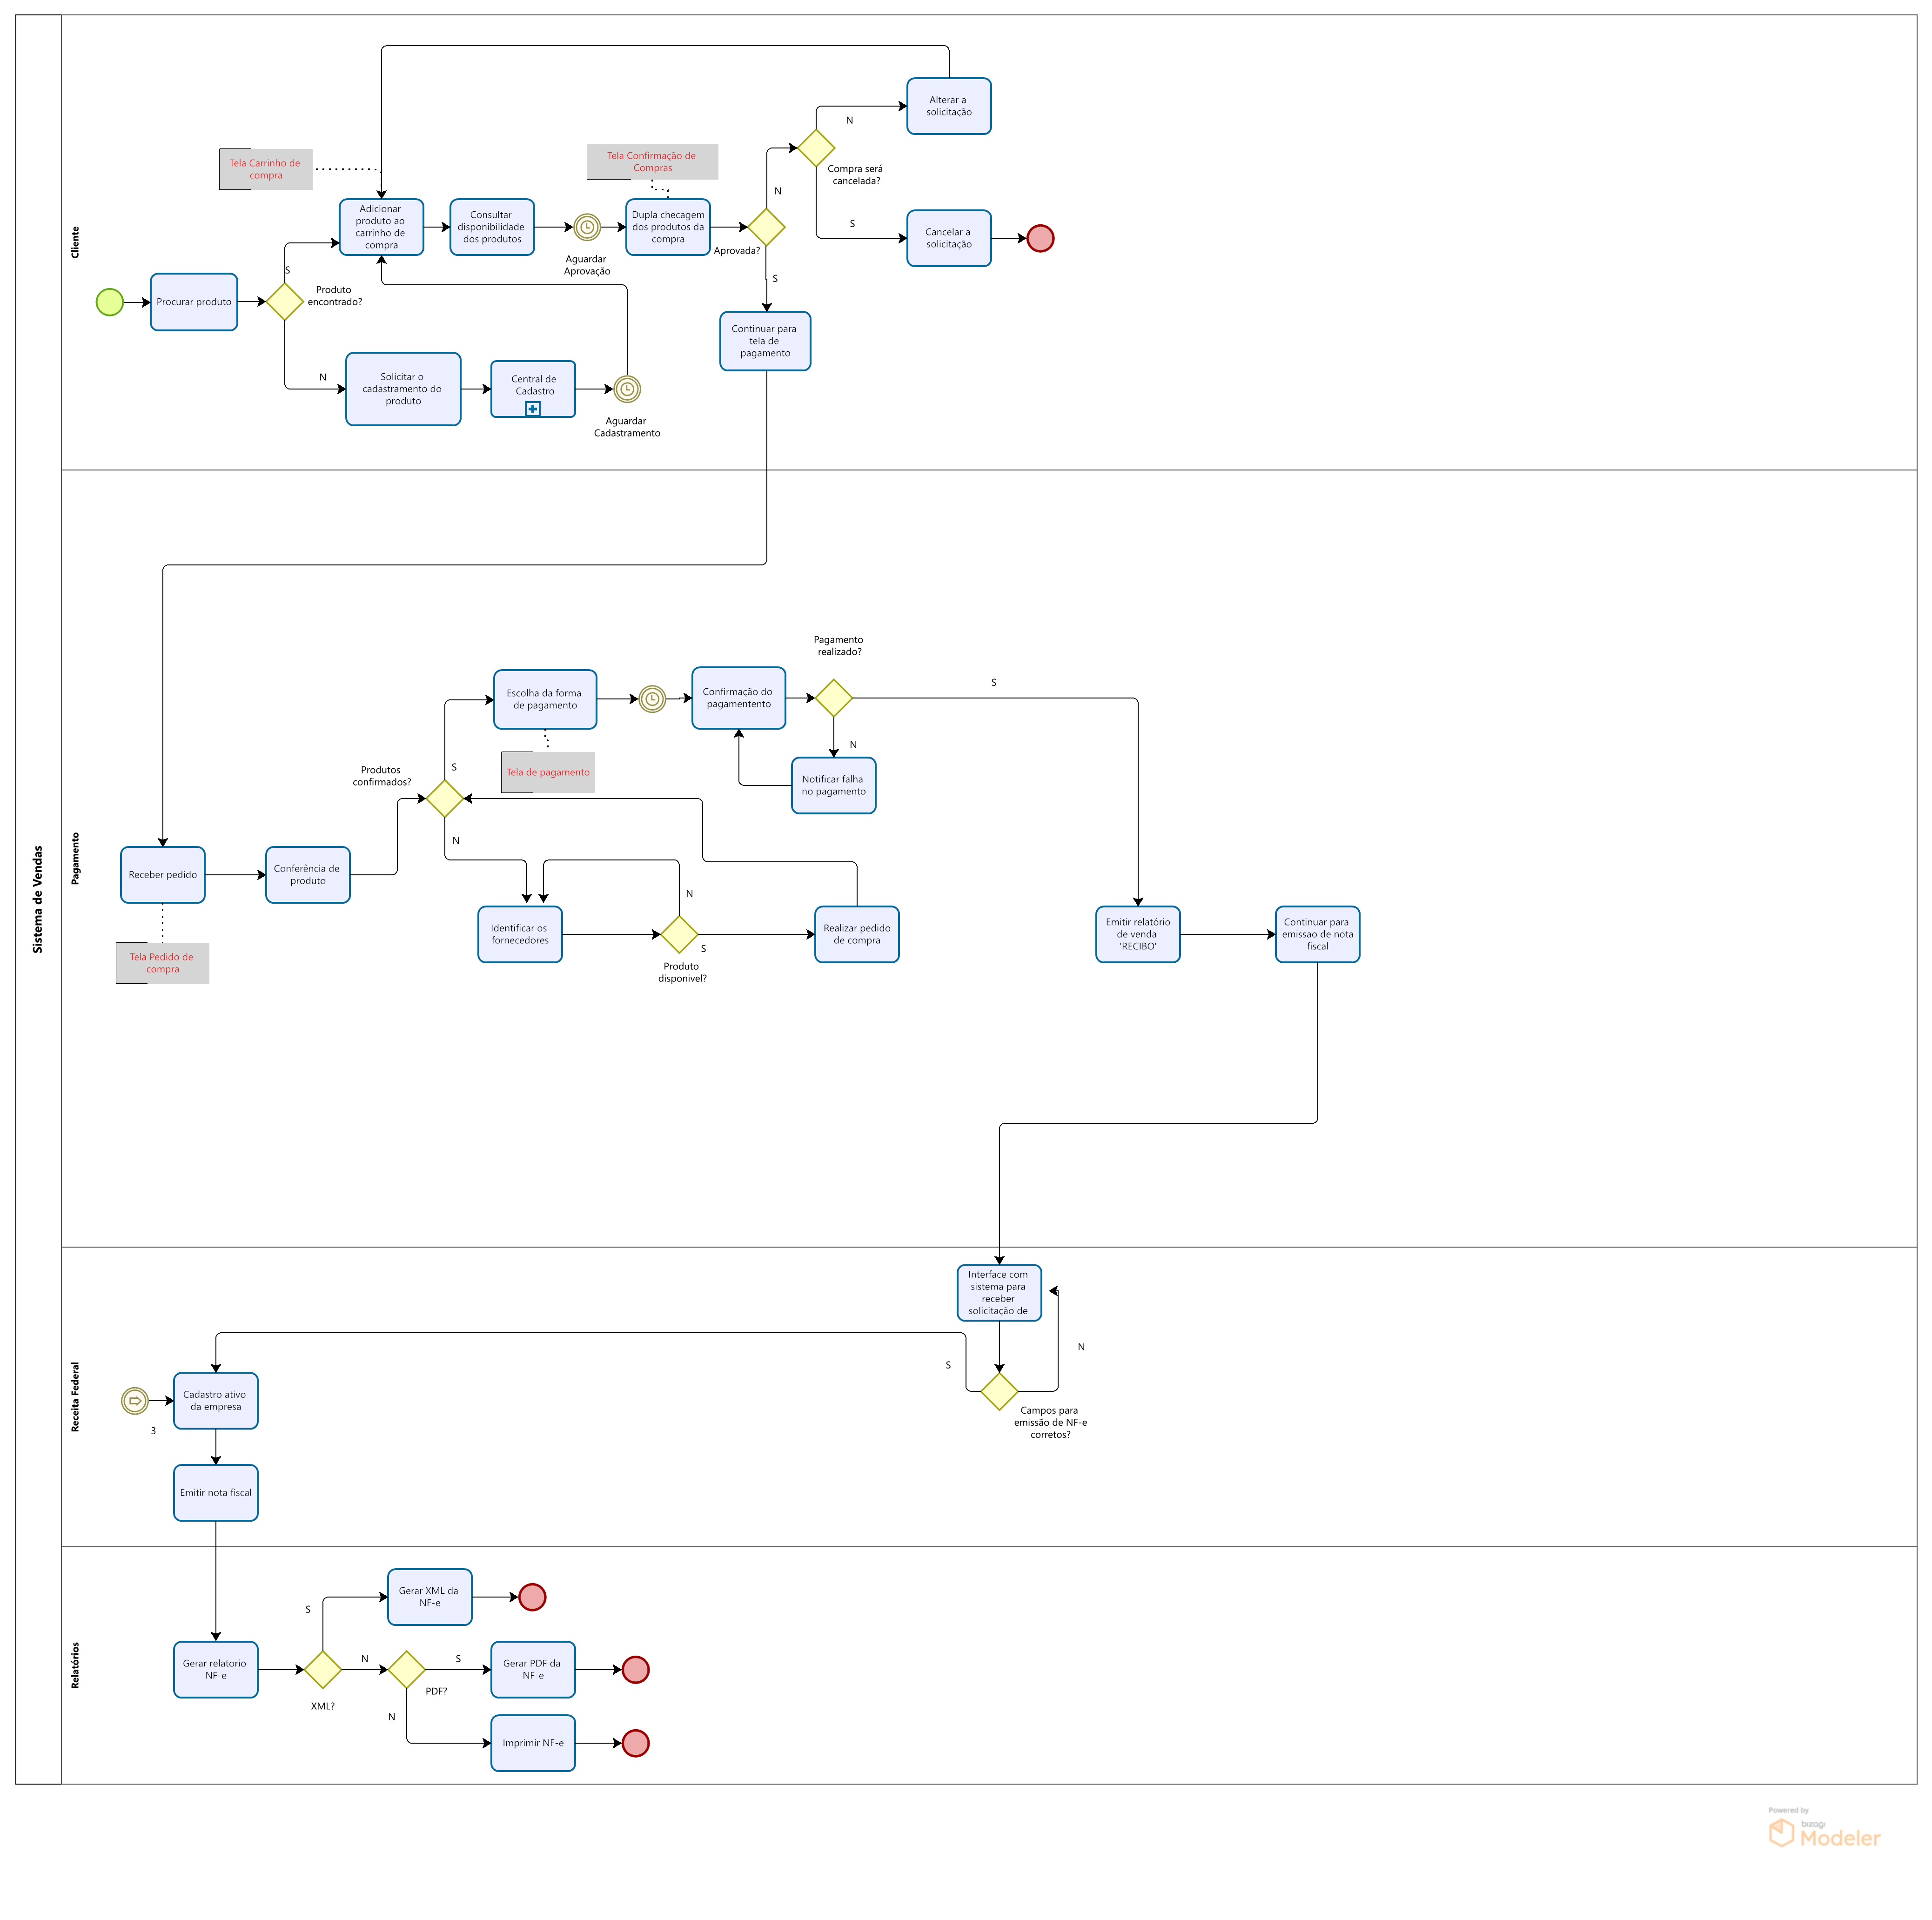 Sistema de Vendas
Cliente
Alterar a
solicitação
N
Compra será
cancelada?
Tela Carrinho de
compra
Tela Confirmação de
Compras
N
Adicionar
produto ao
carrinho de
compra
Consultar
disponibilidade
dos produtos
Aguardar
Aprovação
Dupla checagem
dos produtos da
compra
Aprovada?
S
Cancelar a
solicitação
S
S
Procurar produto
Produto
encontrado?
Continuar para
tela de
pagamento
N
Solicitar o
cadastramento do
produto
Central de
Cadastro
Aguardar
Cadastramento
Pagamento
Pagamento
realizado?
S
Escolha da forma
de pagamento
Confirmação do
pagamentento
N
Notificar falha
no pagamento
Tela de pagamento
S
Produtos
confirmados?
N
Receber pedido
Conferência de
produto
N
Identificar os
fornecedores
S
Produto
disponivel?
Realizar pedido
de compra
Emitir relatório
de venda
'RECIBO'
Continuar para
emissao de nota
fiscal
Tela Pedido de
compra
Receita Federal
Interface com
sistema para
receber
solicitação de
N
S
Campos para
emissão de NF-e
corretos?
Cadastro ativo
da empresa
3
Emitir nota fiscal
Relatórios
Gerar XML da
NF-e
S
Gerar relatorio
NF-e
N
XML?
S
PDF?
Gerar PDF da
NF-e
N
Imprimir NF-e
Powered by
bizagi
Modeler